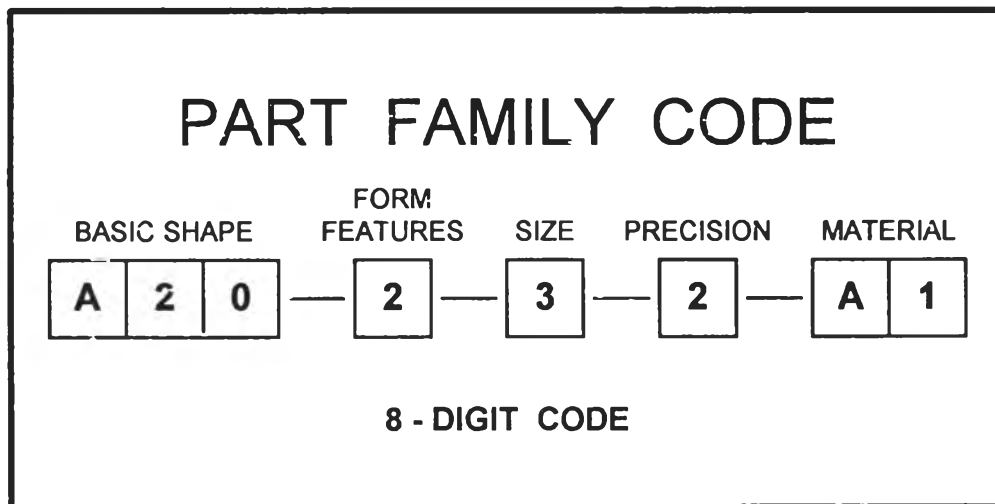 PART FAMILY CODE
FORM
BASIC SHAPE FEATURES SIZE PRECISION MATERIAL
A 2 0 — 2 — 3 — 2 — A 1
8 - DIGIT CODE